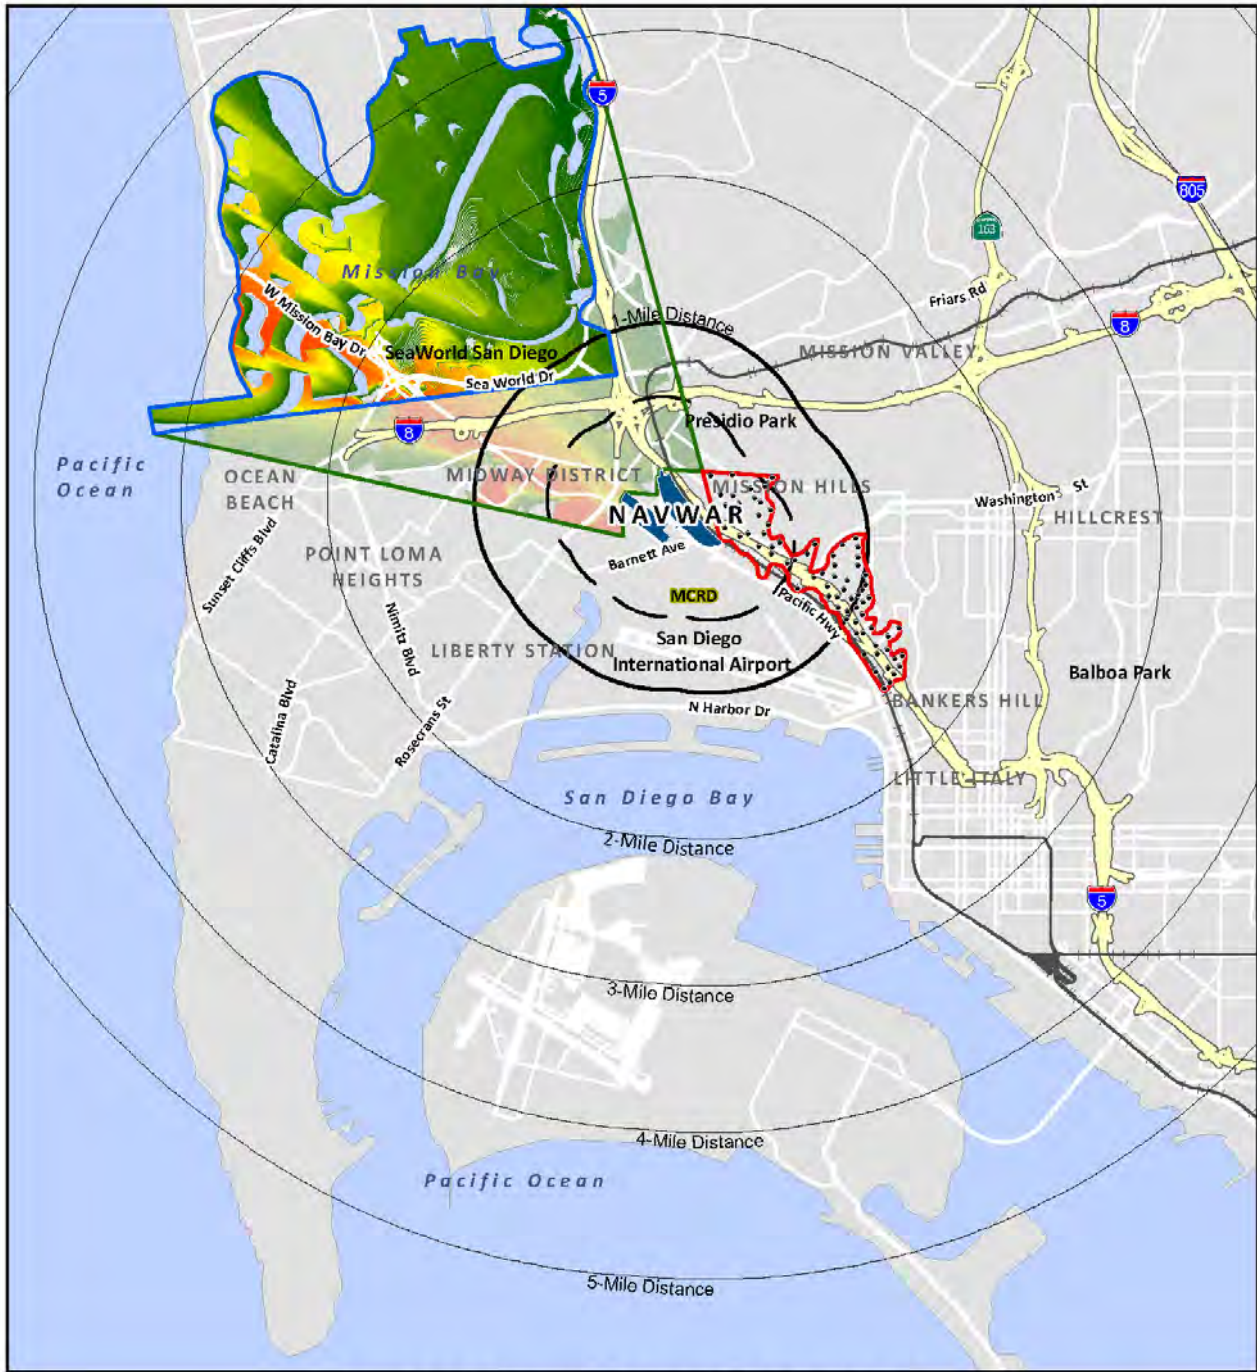 5
805
163
Friars Rd
8
Mission Bay
W Mission Bay Dr
1-Mile Distance
SeaWorld San Diego
Sea World Dr
MISSION VALLEY
8
Presidio Park
Pacific
Ocean
OCEAN
BEACH
MIDWAY DISTRICT
MISSION HILLS
Washington St
HILLCREST
NAVWAR
Barnett Ave
Sunset Cliffs Blvd
POINT LOMA
HEIGHTS
MCRD
Pacific Hwy
Nimitz Blvd
LIBERTY STATION
San Diego
International Airport
Balboa Park
Catalina Blvd
Rosecrans St
N Harbor Dr
BANKERS HILL
LITTLE ITALY
San Diego Bay
2-Mile Distance
5
3-Mile Distance
4-Mile Distance
Pacific Ocean
5-Mile Distance